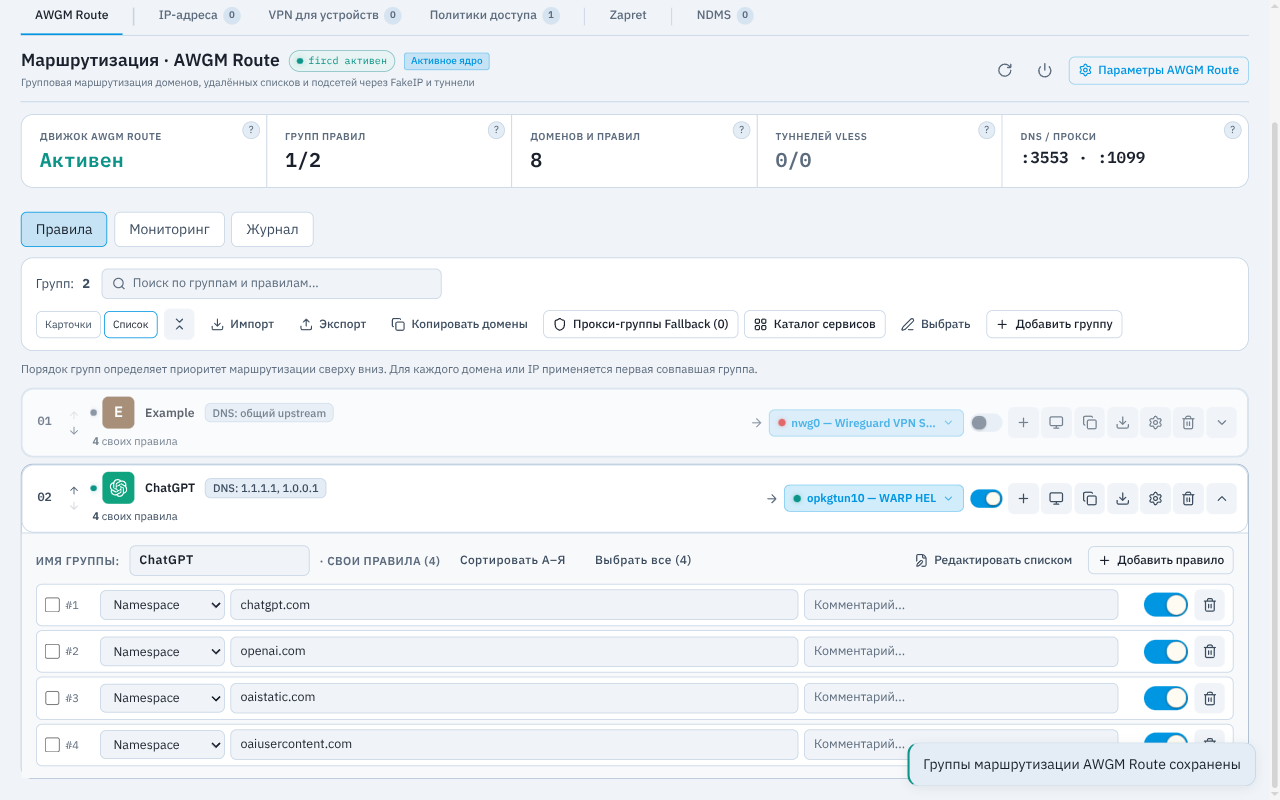 AWGM Route IP-адреса 0 VPN для устройств 0 Политики доступа 1 Zapret NDMS 0
Маршрутизация · AWGM Route fircd активен Активное ядро
Групповая маршрутизация доменов, удалённых списков и подсетей через FakeIP и туннели
Параметры AWGM Route
ДВИЖОК AWGM ROUTE ?
Активен
ГРУПП ПРАВИЛ ?
1/2
ДОМЕНОВ И ПРАВИЛ ?
8
ТУННЕЛЕЙ VLESS ?
0/0
DNS / ПРОКСИ ?
:3553 · :1099
Правила Мониторинг Журнал
Групп: 2 Поиск по группам и правилам...
Карточки Список Импорт Экспорт Копировать домены Прокси-группы Fallback (0) Каталог сервисов Выбрать + Добавить группу
Порядок групп определяет приоритет маршрутизации сверху вниз. Для каждого домена или IP применяется первая совпавшая группа.
01 E Example DNS: общий upstream → nwg0 — Wireguard VPN S...
4 своих правила
02 ChatGPT DNS: 1.1.1.1, 1.0.0.1 → opkgtun10 — WARP HEL
4 своих правила
ИМЯ ГРУППЫ: ChatGPT · СВОИ ПРАВИЛА (4) Сортировать А–Я Выбрать все (4) Редактировать списком + Добавить правило
#1 Namespace chatgpt.com Комментарий...
#2 Namespace openai.com Комментарий...
#3 Namespace oaistatic.com Комментарий...
#4 Namespace oaiusercontent.com Комментарий...
Группы маршрутизации AWGM Route сохранены